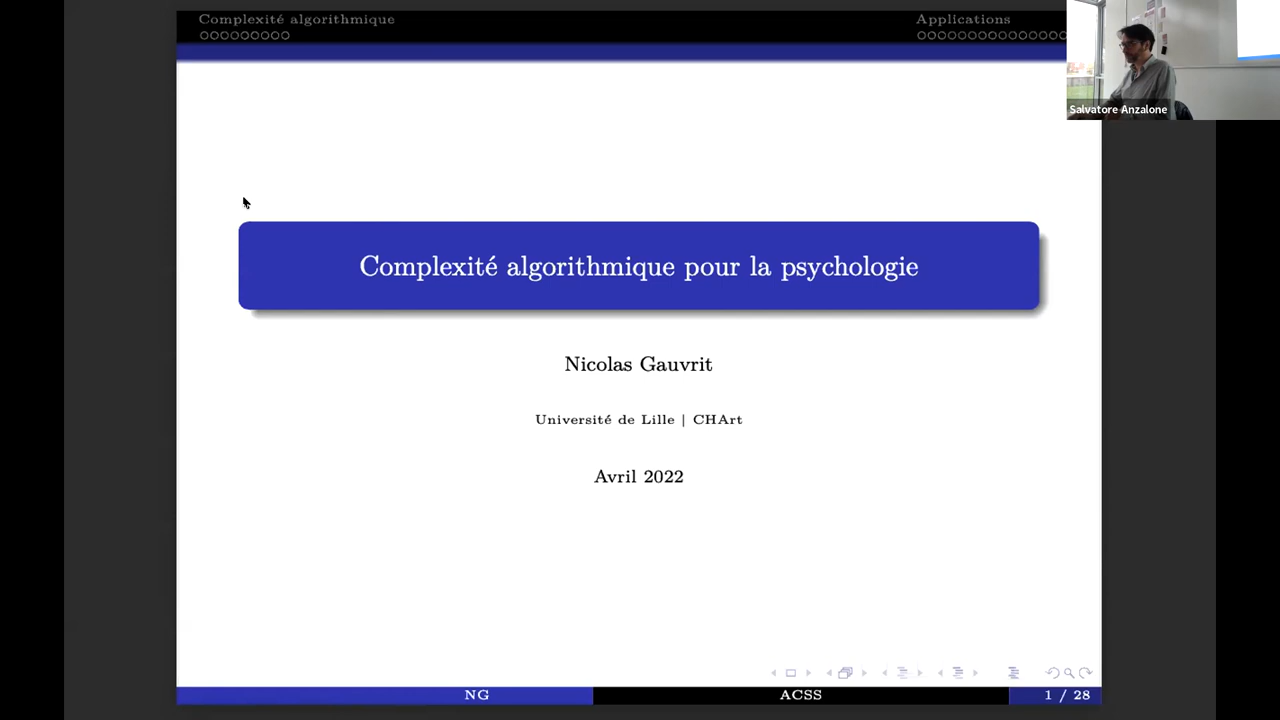 Complexité algorithmique
Applications
Salvatore Anzalone
Complexité algorithmique pour la psychologie
Nicolas Gauvrit
Université de Lille | CHArt
Avril 2022
NG
ACSS
1 / 28